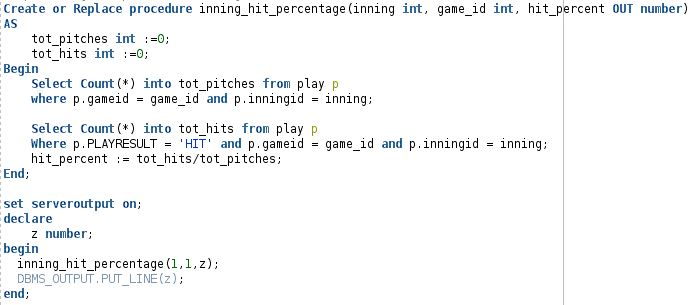 Create or Replace procedure inning_hit_percentage(inning int, game_id int, hit_percent OUT number)
AS
tot_pitches int :=0;
tot_hits int :=0;
Begin
Select Count(*) into tot_pitches from play p
where p.gameid = game_id and p.inningid = inning;
Select Count(*) into tot_hits from play p
Where p.PLAYRESULT = 'HIT' and p.gameid = game_id and p.inningid = inning;
hit_percent := tot_hits/tot_pitches;
End;
set serveroutput on;
declare
z number;
begin
inning_hit_percentage(1,1,z);
DBMS_OUTPUT.PUT_LINE(z);
end;